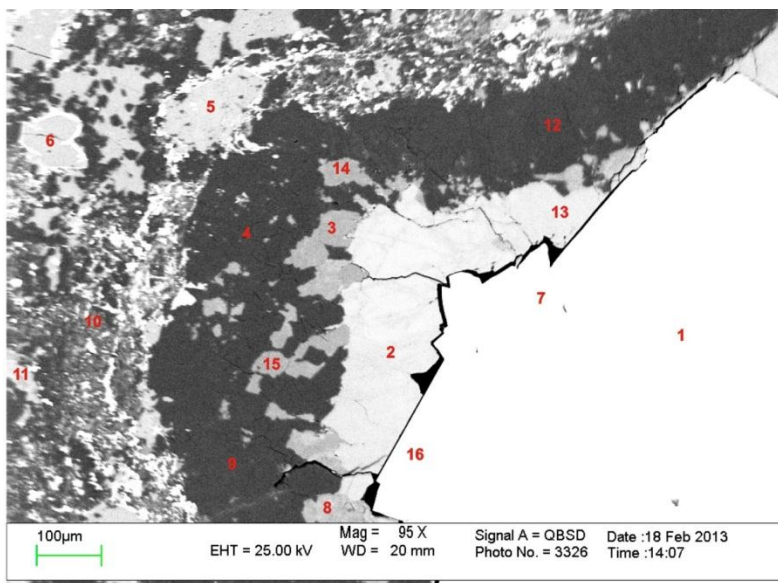 12
5
6
14
13
3
4
7
10
1
2
15
11
16
9
8
100µm
Mag = 95 X
EHT = 25.00 kV
WD = 20 mm
Signal A = QBSD
Photo No. = 3326
Date :18 Feb 2013
Time :14:07